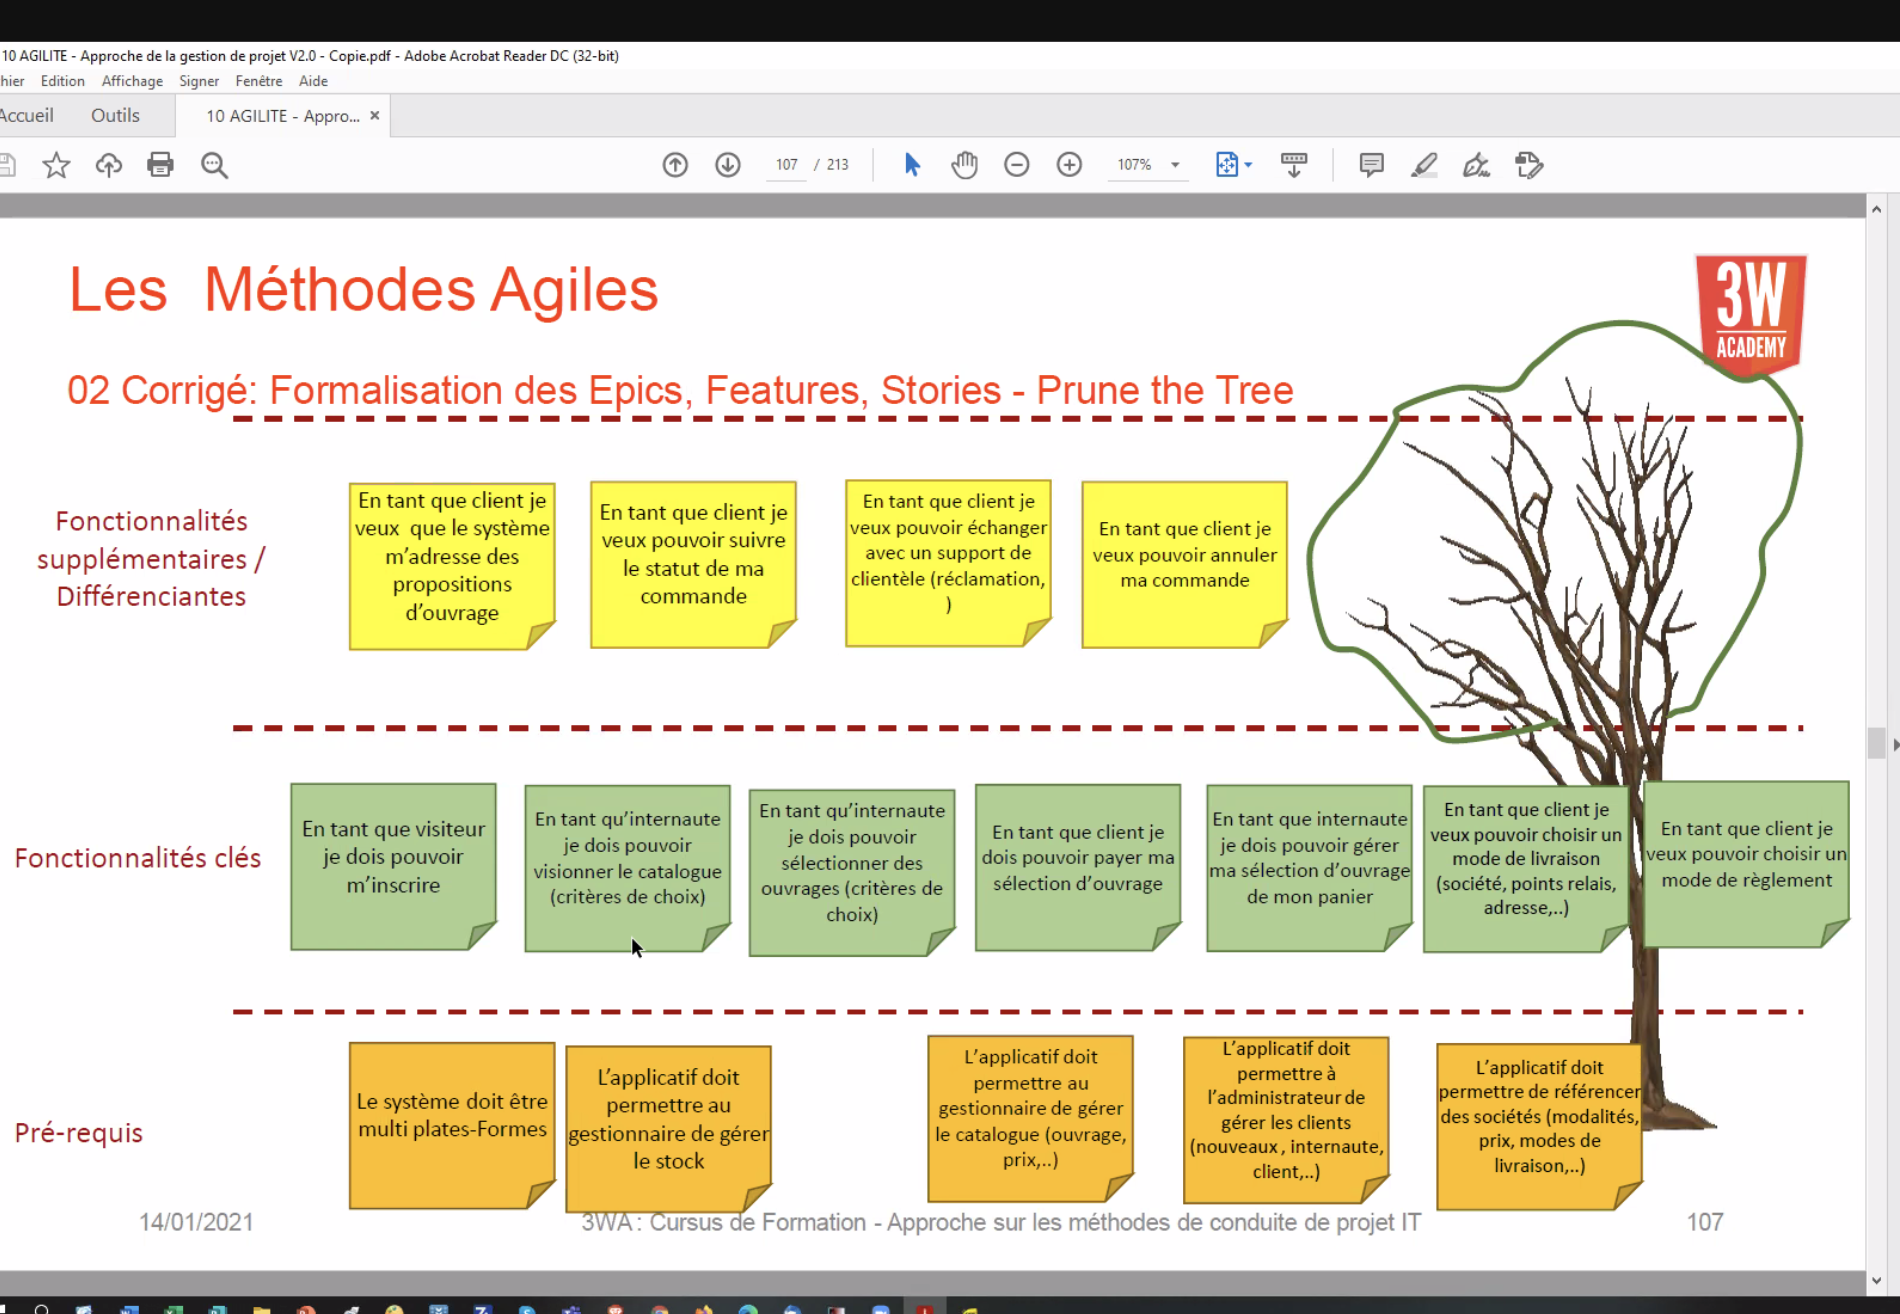 10 AGILITE - Approche de la gestion de projet V2.0 - Copie.pdf - Adobe Acrobat Reader DC (32-bit)
hier Edition Affichage Signer Fenêtre Aide
Accueil Outils 10 AGILITE - Appro... ×
107 / 213 107%
Les Méthodes Agiles
3W
ACADEMY
02 Corrigé: Formalisation des Epics, Features, Stories - Prune the Tree
Fonctionnalités
supplémentaires /
Différenciantes
En tant que client je
veux que le système
m’adresse des
propositions
d’ouvrage
En tant que client je
veux pouvoir suivre
le statut de ma
commande
En tant que client je
veux pouvoir échanger
avec un support de
clientèle (réclamation,
)
En tant que client je
veux pouvoir annuler
ma commande
Fonctionnalités clés
En tant que visiteur
je dois pouvoir
m’inscrire
En tant qu’internaute
je dois pouvoir
visionner le catalogue
(critères de choix)
En tant qu’internaute
je dois pouvoir
sélectionner des
ouvrages (critères de
choix)
En tant que client je
dois pouvoir payer ma
sélection d’ouvrage
En tant que internaute
je dois pouvoir gérer
ma sélection d’ouvrage
de mon panier
En tant que client je
veux pouvoir choisir un
mode de livraison
(société, points relais,
adresse,..)
En tant que client je
veux pouvoir choisir un
mode de règlement
Pré-requis
Le système doit être
multi plates-Formes
L’applicatif doit
permettre au
gestionnaire de gérer
le stock
L’applicatif doit
permettre au
gestionnaire de gérer
le catalogue (ouvrage,
prix,..)
L’applicatif doit
permettre à
l’administrateur de
gérer les clients
(nouveaux , internaute,
client,..)
L’applicatif doit
permettre de référencer
des sociétés (modalités,
prix, modes de
livraison,..)
14/01/2021
3WA : Cursus de Formation - Approche sur les méthodes de conduite de projet IT
107